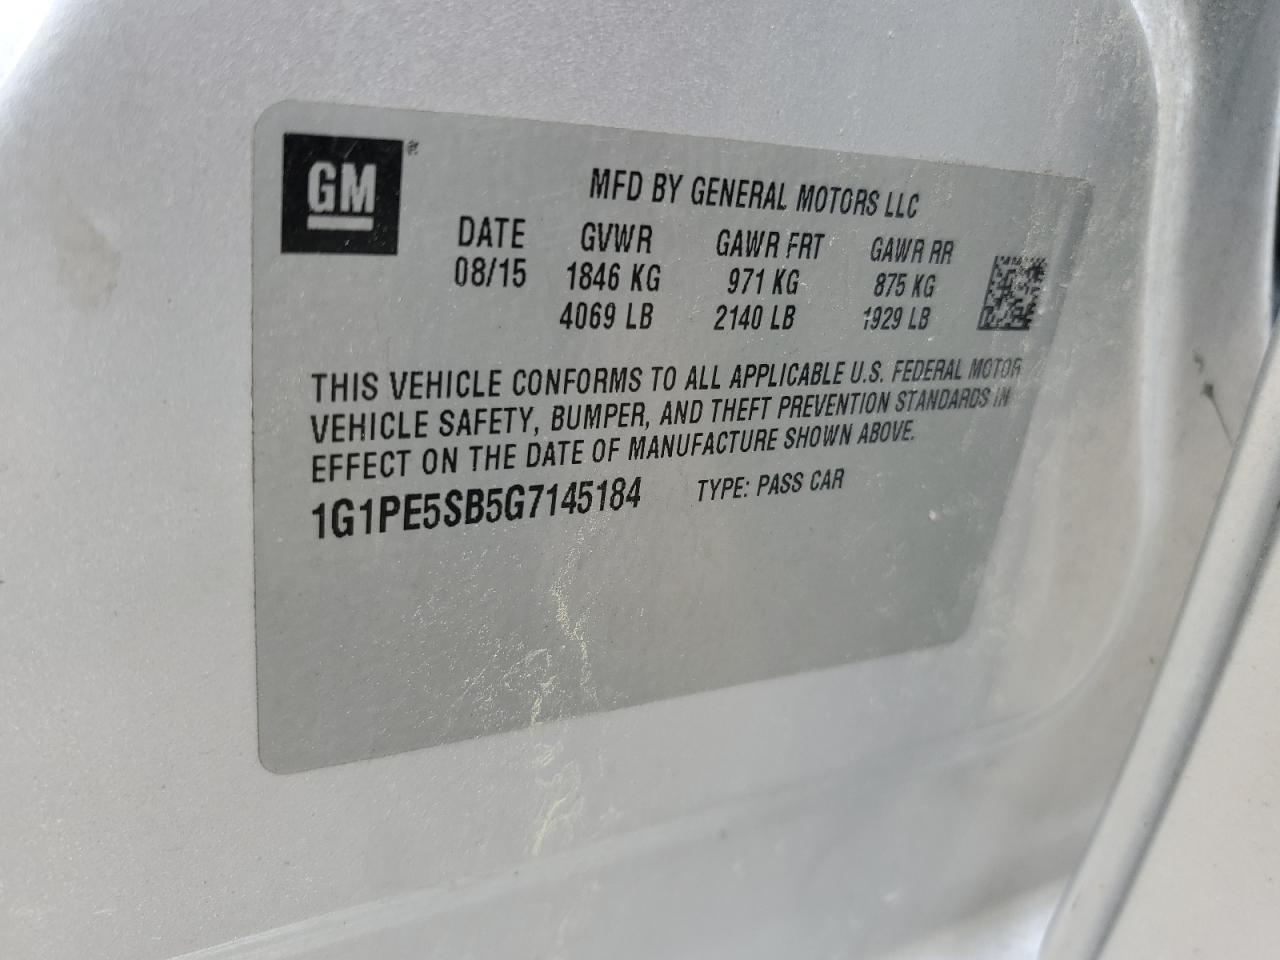 GM®
MFD BY GENERAL MOTORS LLC
DATE GVWR GAWR FRT GAWR RR
08/15 1846 KG 971 KG 875 KG
4069 LB 2140 LB 1929 LB
THIS VEHICLE CONFORMS TO ALL APPLICABLE U.S. FEDERAL MOTOR
VEHICLE SAFETY, BUMPER, AND THEFT PREVENTION STANDARDS IN
EFFECT ON THE DATE OF MANUFACTURE SHOWN ABOVE.
1G1PE5SB5G7145184 TYPE: PASS CAR